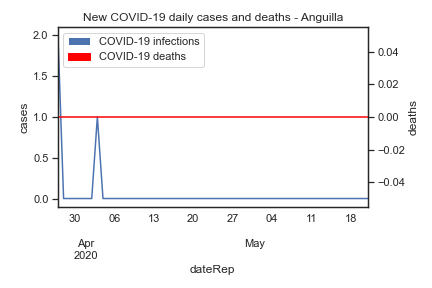 New COVID-19 daily cases and deaths - Anguilla
COVID-19 infections
COVID-19 deaths
2.0
1.5
1.0
0.5
0.0
cases
0.04
0.02
0.00
−0.02
−0.04
deaths
30 06 13 20 27 04 11 18
Apr May
2020
dateRep